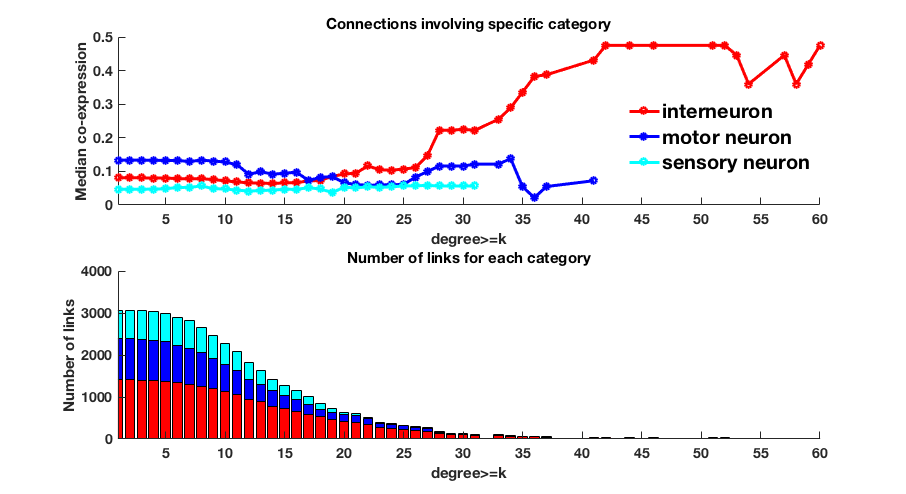 Connections involving specific category
Median co-expression
0.5
0.4
0.3
0.2
0.1
0
interneuron
motor neuron
sensory neuron
5 10 15 20 25 30 35 40 45 50 55 60
degree>=k
Number of links for each category
Number of links
4000
3000
2000
1000
0
5 10 15 20 25 30 35 40 45 50 55 60
degree>=k